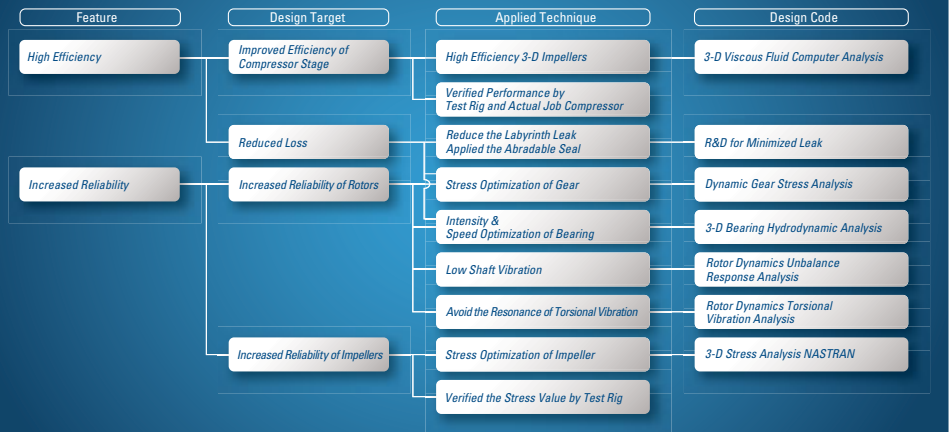 Feature
Design Target
Applied Technique
Design Code
High Efficiency
Improved Efficiency of
Compressor Stage
High Efficiency 3-D Impellers
3-D Viscous Fluid Computer Analysis
Verified Performance by
Test Rig and Actual Job Compressor
Reduced Loss
Reduce the Labyrinth Leak
Applied the Abradable Seal
R&D for Minimized Leak
Increased Reliability
Increased Reliability of Rotors
Stress Optimization of Gear
Dynamic Gear Stress Analysis
Intensity &
Speed Optimization of Bearing
3-D Bearing Hydrodynamic Analysis
Low Shaft Vibration
Rotor Dynamics Unbalance
Response Analysis
Avoid the Resonance of Torsional Vibration
Rotor Dynamics Torsional
Vibration Analysis
Increased Reliability of Impellers
Stress Optimization of Impeller
3-D Stress Analysis NASTRAN
Verified the Stress Value by Test Rig